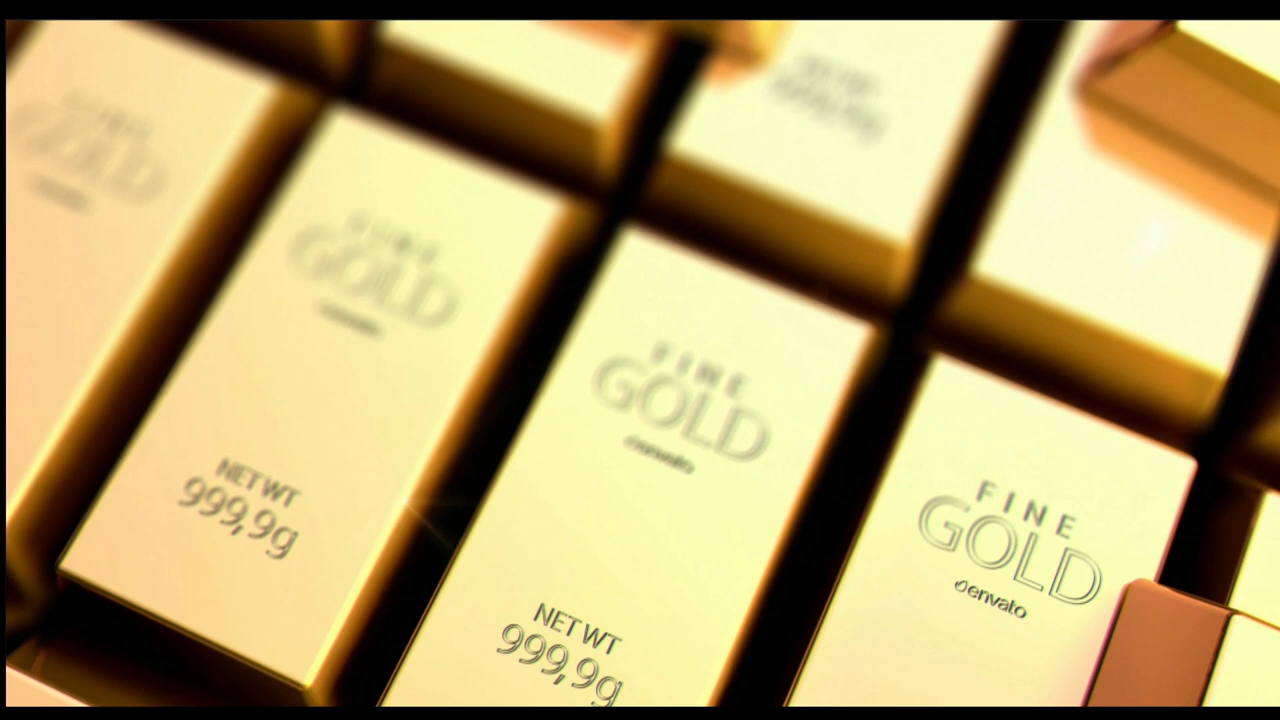 FINE
GOLD
envato
NET WT
999,9g
FINE
GOLD
envato
NET WT
999,9g
FINE
GOLD
envato